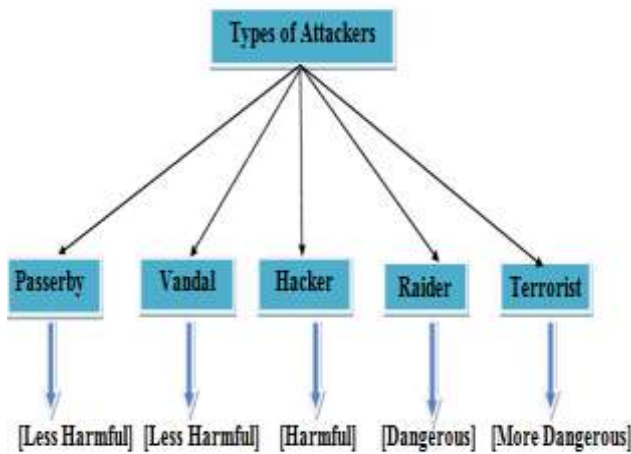 Types of Attackers
Passerby
Vandal
Hacker
Raider
Terrorist
[Less Harmful]
[Less Harmful]
[Harmful]
[Dangerous]
[More Dangerous]